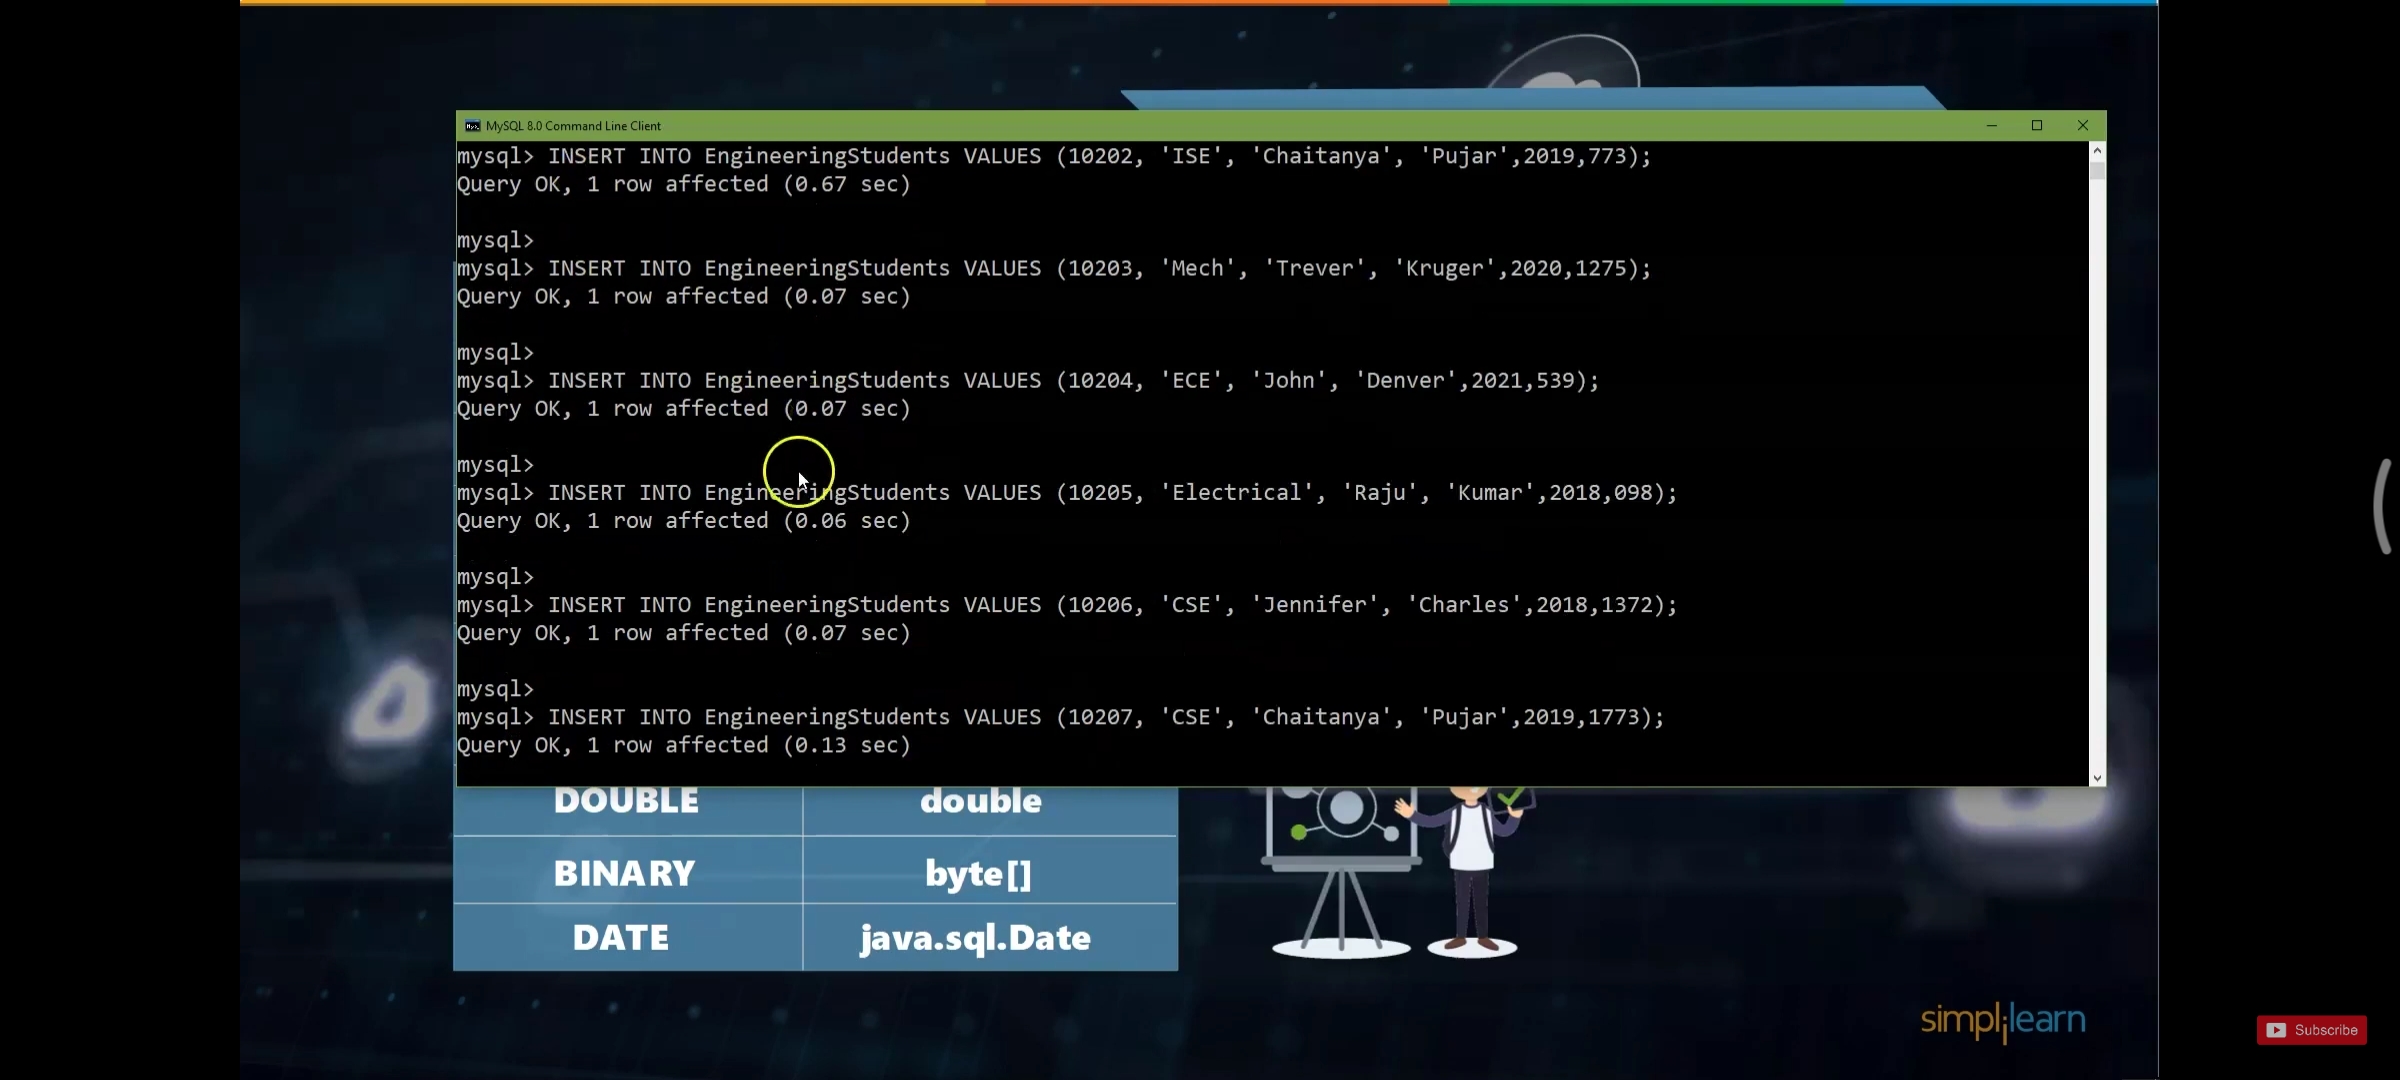 MySQL 8.0 Command Line Client
mysql> INSERT INTO EngineeringStudents VALUES (10202, 'ISE', 'Chaitanya', 'Pujar',2019,773);
Query OK, 1 row affected (0.67 sec)
mysql>
mysql> INSERT INTO EngineeringStudents VALUES (10203, 'Mech', 'Trever', 'Kruger',2020,1275);
Query OK, 1 row affected (0.07 sec)
mysql>
mysql> INSERT INTO EngineeringStudents VALUES (10204, 'ECE', 'John', 'Denver',2021,539);
Query OK, 1 row affected (0.07 sec)
mysql>
mysql> INSERT INTO EngineeringStudents VALUES (10205, 'Electrical', 'Raju', 'Kumar',2018,098);
Query OK, 1 row affected (0.06 sec)
mysql>
mysql> INSERT INTO EngineeringStudents VALUES (10206, 'CSE', 'Jennifer', 'Charles',2018,1372);
Query OK, 1 row affected (0.07 sec)
mysql>
mysql> INSERT INTO EngineeringStudents VALUES (10207, 'CSE', 'Chaitanya', 'Pujar',2019,1773);
Query OK, 1 row affected (0.13 sec)
DOUBLE double
BINARY byte[]
DATE java.sql.Date
simplilearn
Subscribe